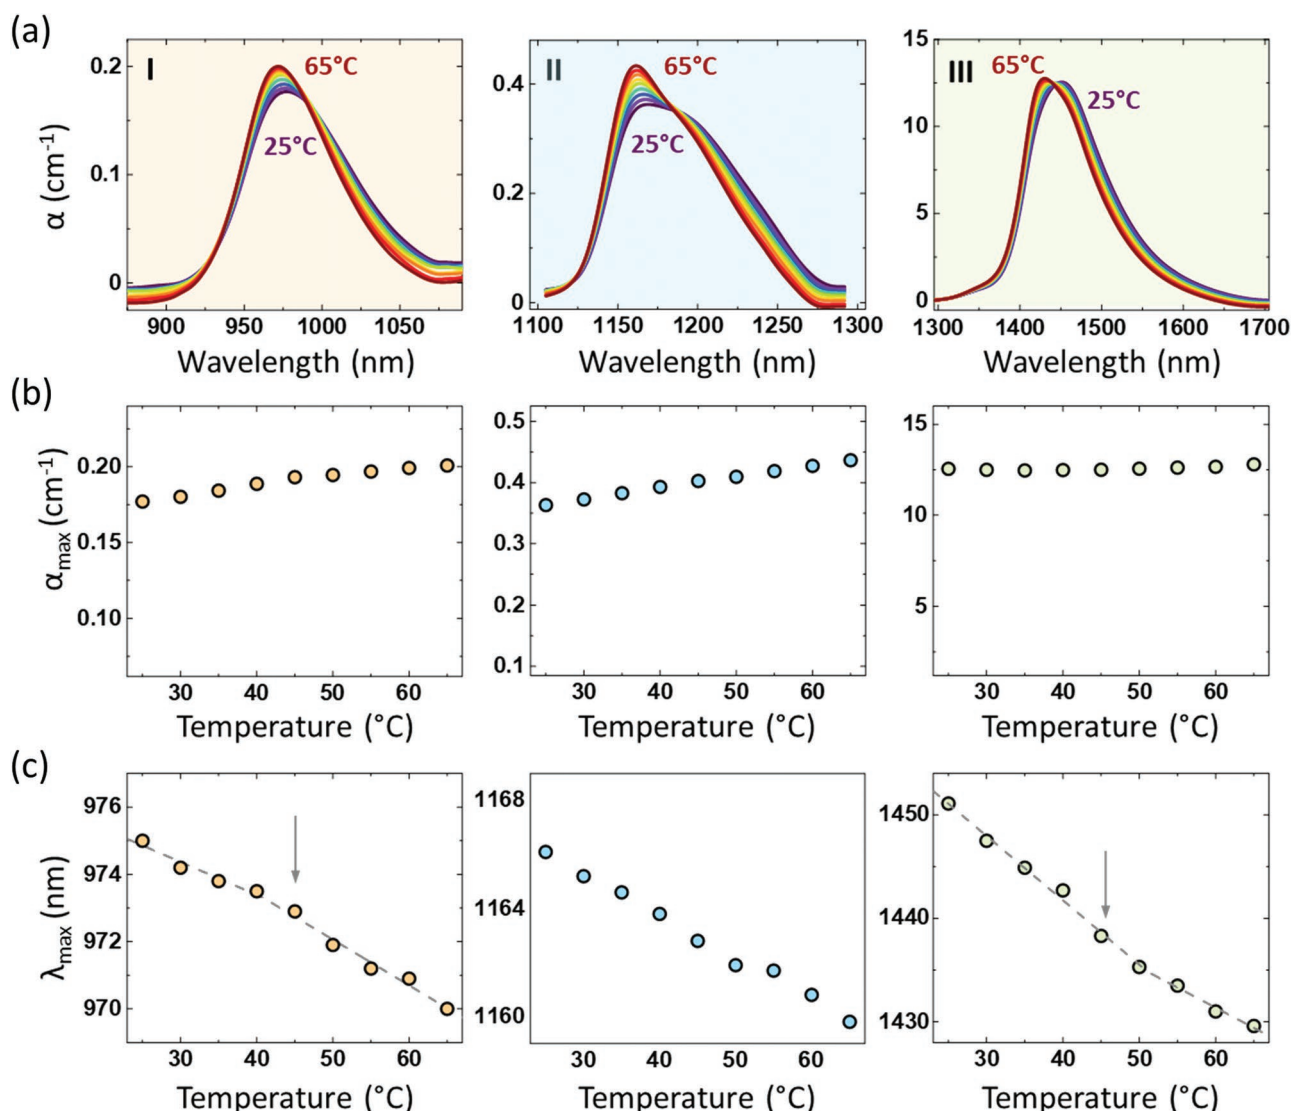 (a)
I
65°C
25°C
α (cm⁻¹)
0.2
0.1
0
900 950 1000 1050
Wavelength (nm)
II
65°C
25°C
0.4
0.2
0
1100 1150 1200 1250 1300
Wavelength (nm)
III
65°C
25°C
15
10
5
0
1300 1400 1500 1600 1700
Wavelength (nm)
(b)
αmax (cm⁻¹)
0.20
0.15
0.10
30 40 50 60
Temperature (°C)
0.5
0.4
0.3
0.2
0.1
30 40 50 60
Temperature (°C)
15
10
5
30 40 50 60
Temperature (°C)
(c)
λmax (nm)
976
974
972
970
30 40 50 60
Temperature (°C)
1168
1164
1160
30 40 50 60
Temperature (°C)
1450
1440
1430
30 40 50 60
Temperature (°C)